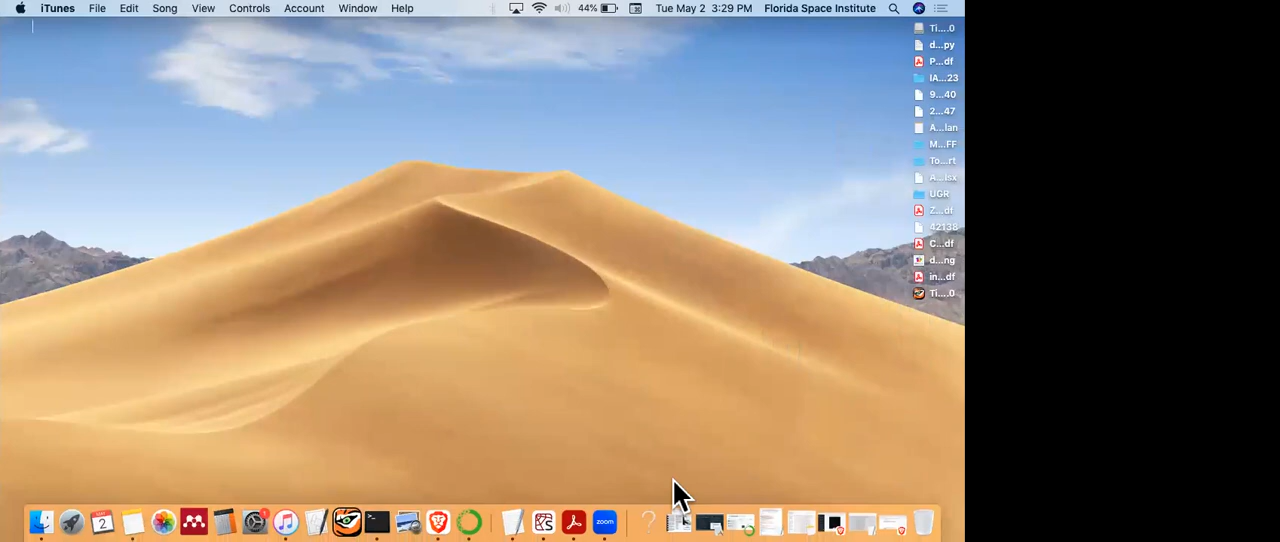 iTunes File Edit Song View Controls Account Window Help 44% Tue May 2 3:29 PM Florida Space Institute
Ti....0
d...py
P...df
IA...23
9...40
2...47
A...lan
M...FF
To...rt
A...lsx
UGR
Z...df
42138
C...df
d...ng
in...df
Ti....0
MAY 2 1 zoom ?